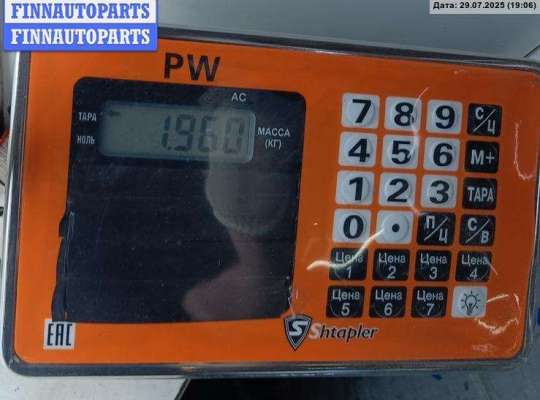 FINNAUTOPARTS
FINNAUTOPARTS
Дата: 29.07.2025 (19:06)
PW
AC
ТАРА
НОЛЬ
1.960
МАССА
(КГ)
7 8 9 С/Ц
4 5 6 М+
1 2 3 ТАРА
0 . П/Ц С/В
Цена 1 Цена 2 Цена 3 Цена 4
Цена 5 Цена 6 Цена 7
EAC
S Shtapler